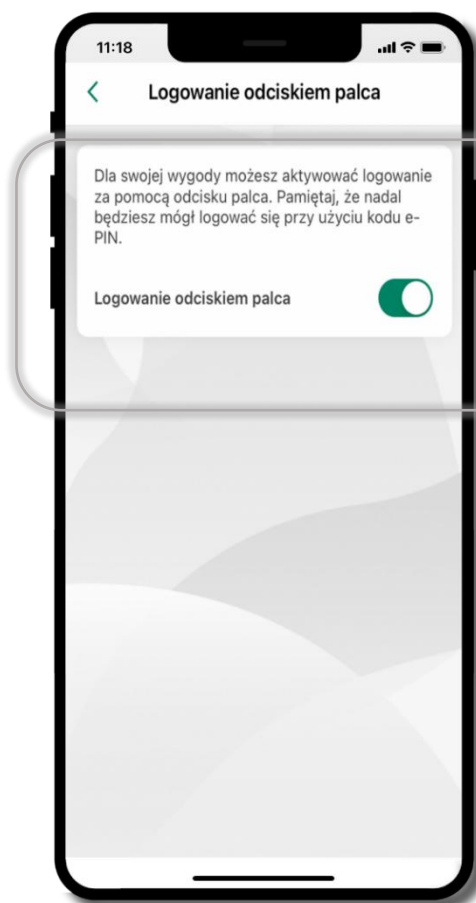 11:18
Logowanie odciskiem palca
Dla swojej wygody możesz aktywować logowanie
za pomocą odcisku palca. Pamiętaj, że nadal
będziesz mógł logować się przy użyciu kodu e-
PIN.
Logowanie odciskiem palca